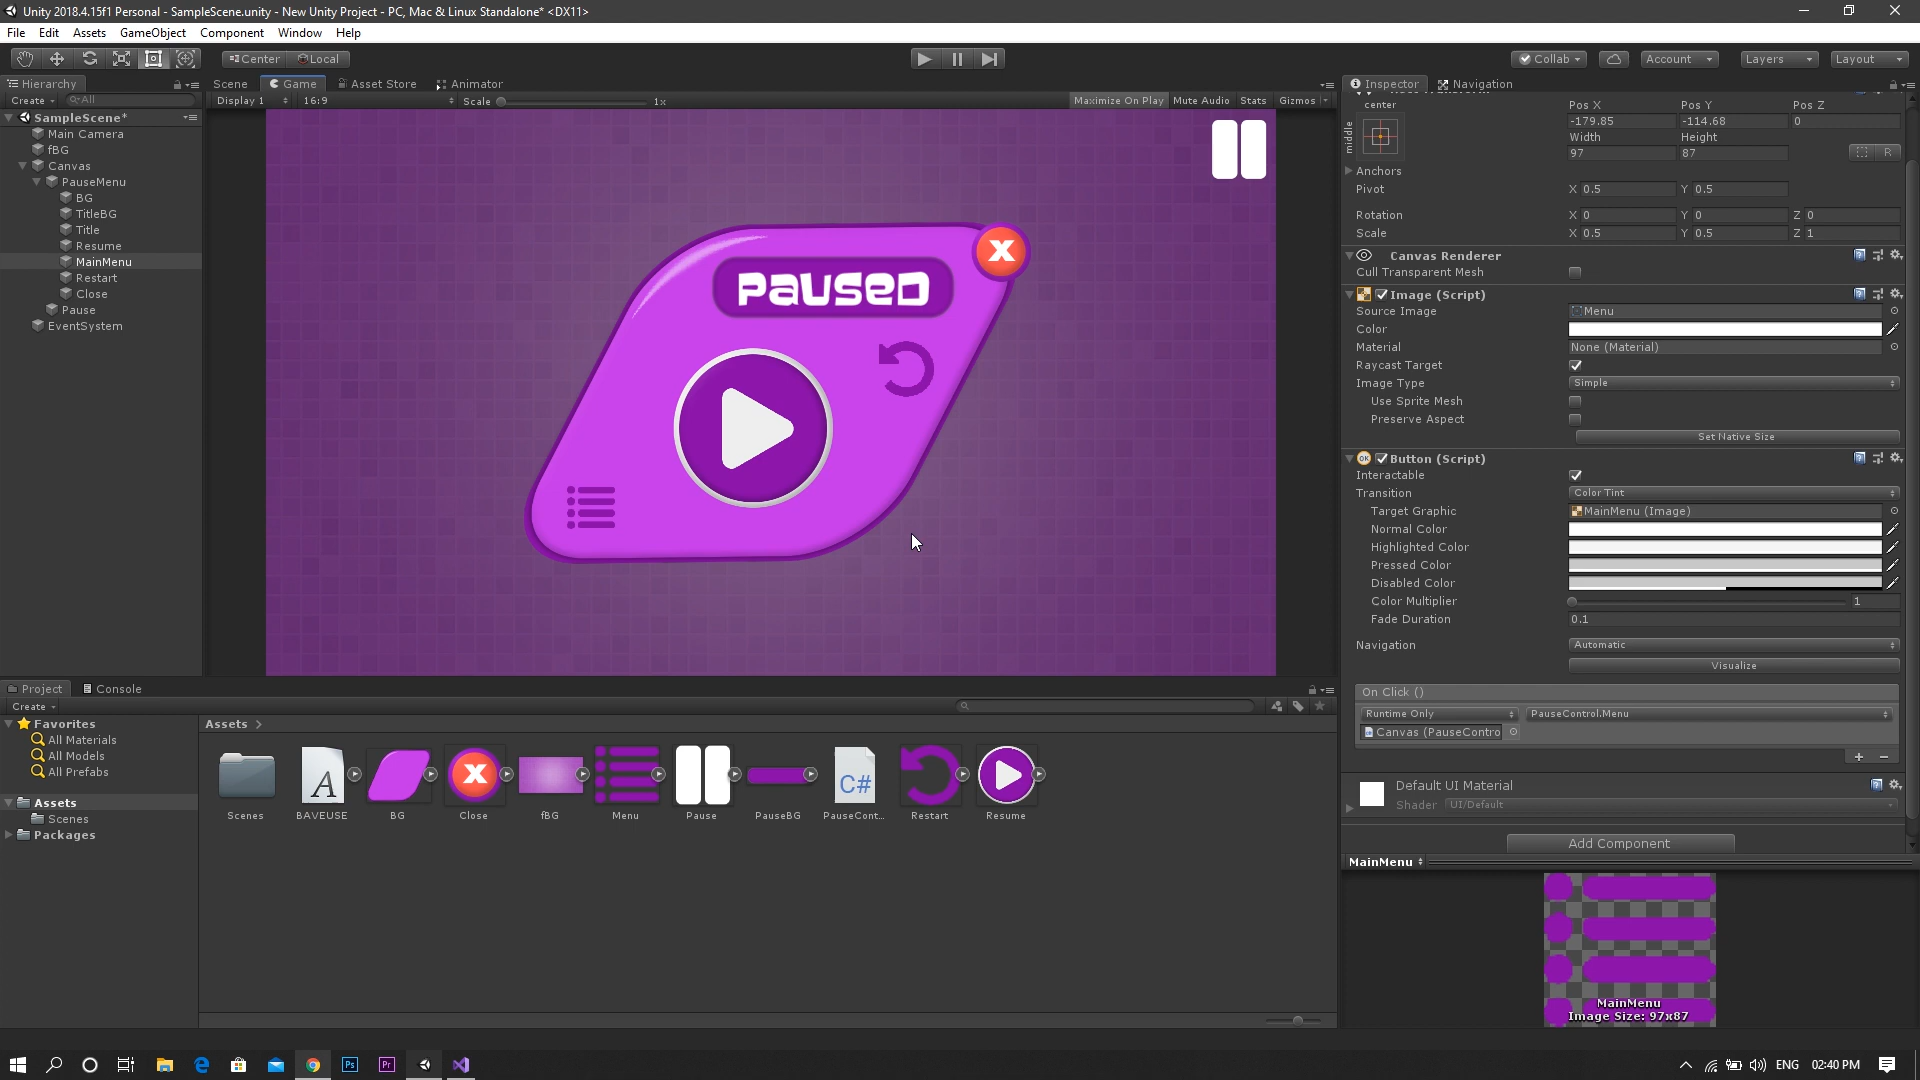 Unity 2018.4.15f1 Personal - SampleScene.unity - New Unity Project - PC, Mac & Linux Standalone* <DX11>
File Edit Assets GameObject Component Window Help
Center Local Collab Account Layers Layout
Hierarchy
Create All
SampleScene*
Main Camera
fBG
Canvas
PauseMenu
BG
TitleBG
Title
Resume
MainMenu
Restart
Close
Pause
EventSystem
Scene Game Asset Store Animator
Display 1 16:9 Scale 1x Maximize On Play Mute Audio Stats Gizmos
PAUSED
X
Inspector Navigation
center
middle
Pos X Pos Y Pos Z
-179.85 -114.68 0
Width Height
97 87 R
Anchors
Pivot X 0.5 Y 0.5
Rotation X 0 Y 0 Z 0
Scale X 0.5 Y 0.5 Z 1
Canvas Renderer
Cull Transparent Mesh
Image (Script)
Source Image Menu
Color
Material None (Material)
Raycast Target
Image Type Simple
Use Sprite Mesh
Preserve Aspect
Set Native Size
OK Button (Script)
Interactable
Transition Color Tint
Target Graphic MainMenu (Image)
Normal Color
Highlighted Color
Pressed Color
Disabled Color
Color Multiplier 1
Fade Duration 0.1
Navigation Automatic
Visualize
On Click ()
Runtime Only PauseControl.Menu
Canvas (PauseContro
+ −
Default UI Material
Shader UI/Default
Add Component
MainMenu
MainMenu
Image Size: 97x87
Project Console
Create
Favorites
All Materials
All Models
All Prefabs
Assets
Scenes
Packages
Assets >
A X C#
Scenes BAVEUSE BG Close fBG Menu Pause PauseBG PauseCont... Restart Resume
Ps Pr ENG 02:40 PM